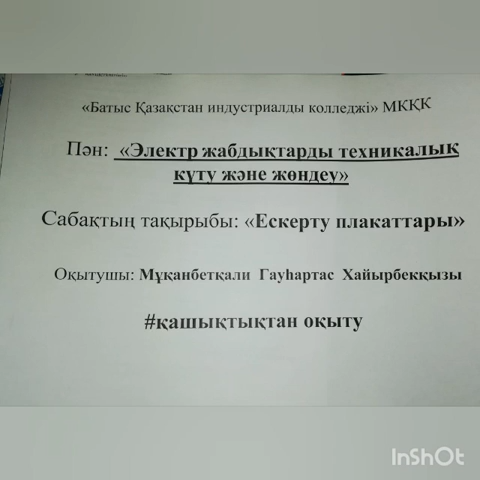 «Батыс Қазақстан индустриалды колледжі» МКҚК
Пән: «Электр жабдықтарды техникалық
күту және жөндеу»
Сабақтың тақырыбы: «Ескерту плакаттары»
Оқытушы: Мұқанбетқали Гауһартас Хайырбекқызы
#қашықтықтан оқыту
InShOt